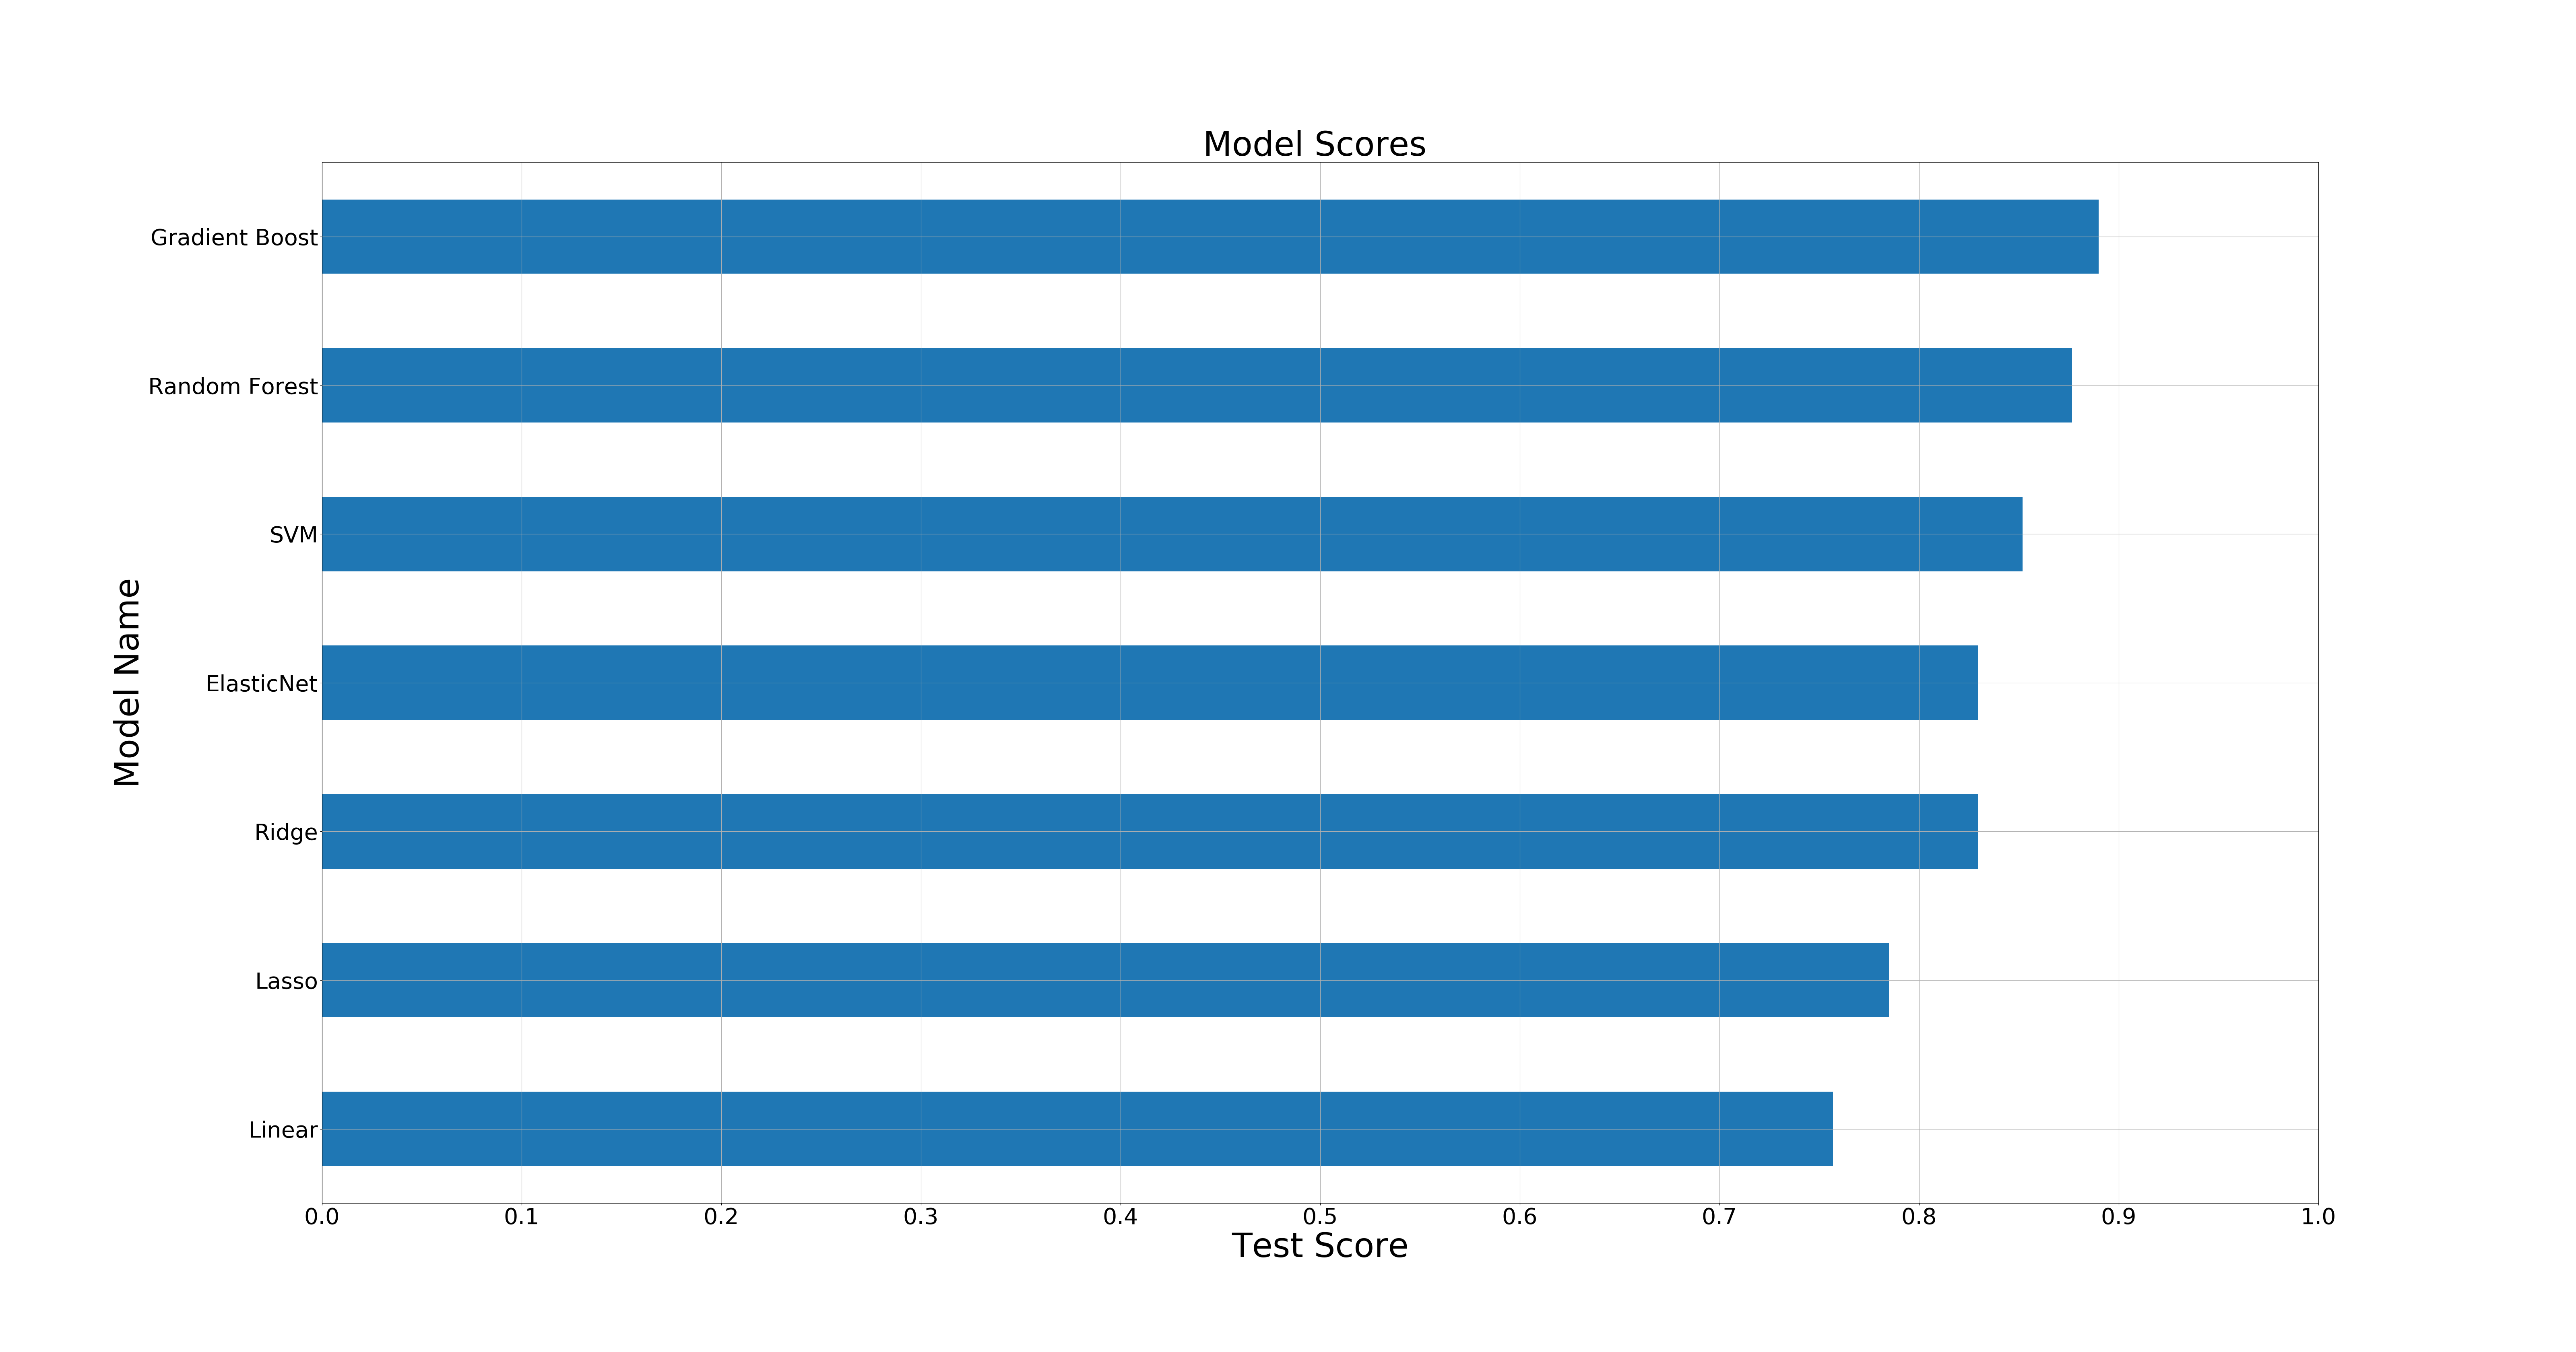 Model Scores
Gradient Boost
Random Forest
SVM
ElasticNet
Ridge
Lasso
Linear
Model Name
0.0 0.1 0.2 0.3 0.4 0.5 0.6 0.7 0.8 0.9 1.0
Test Score